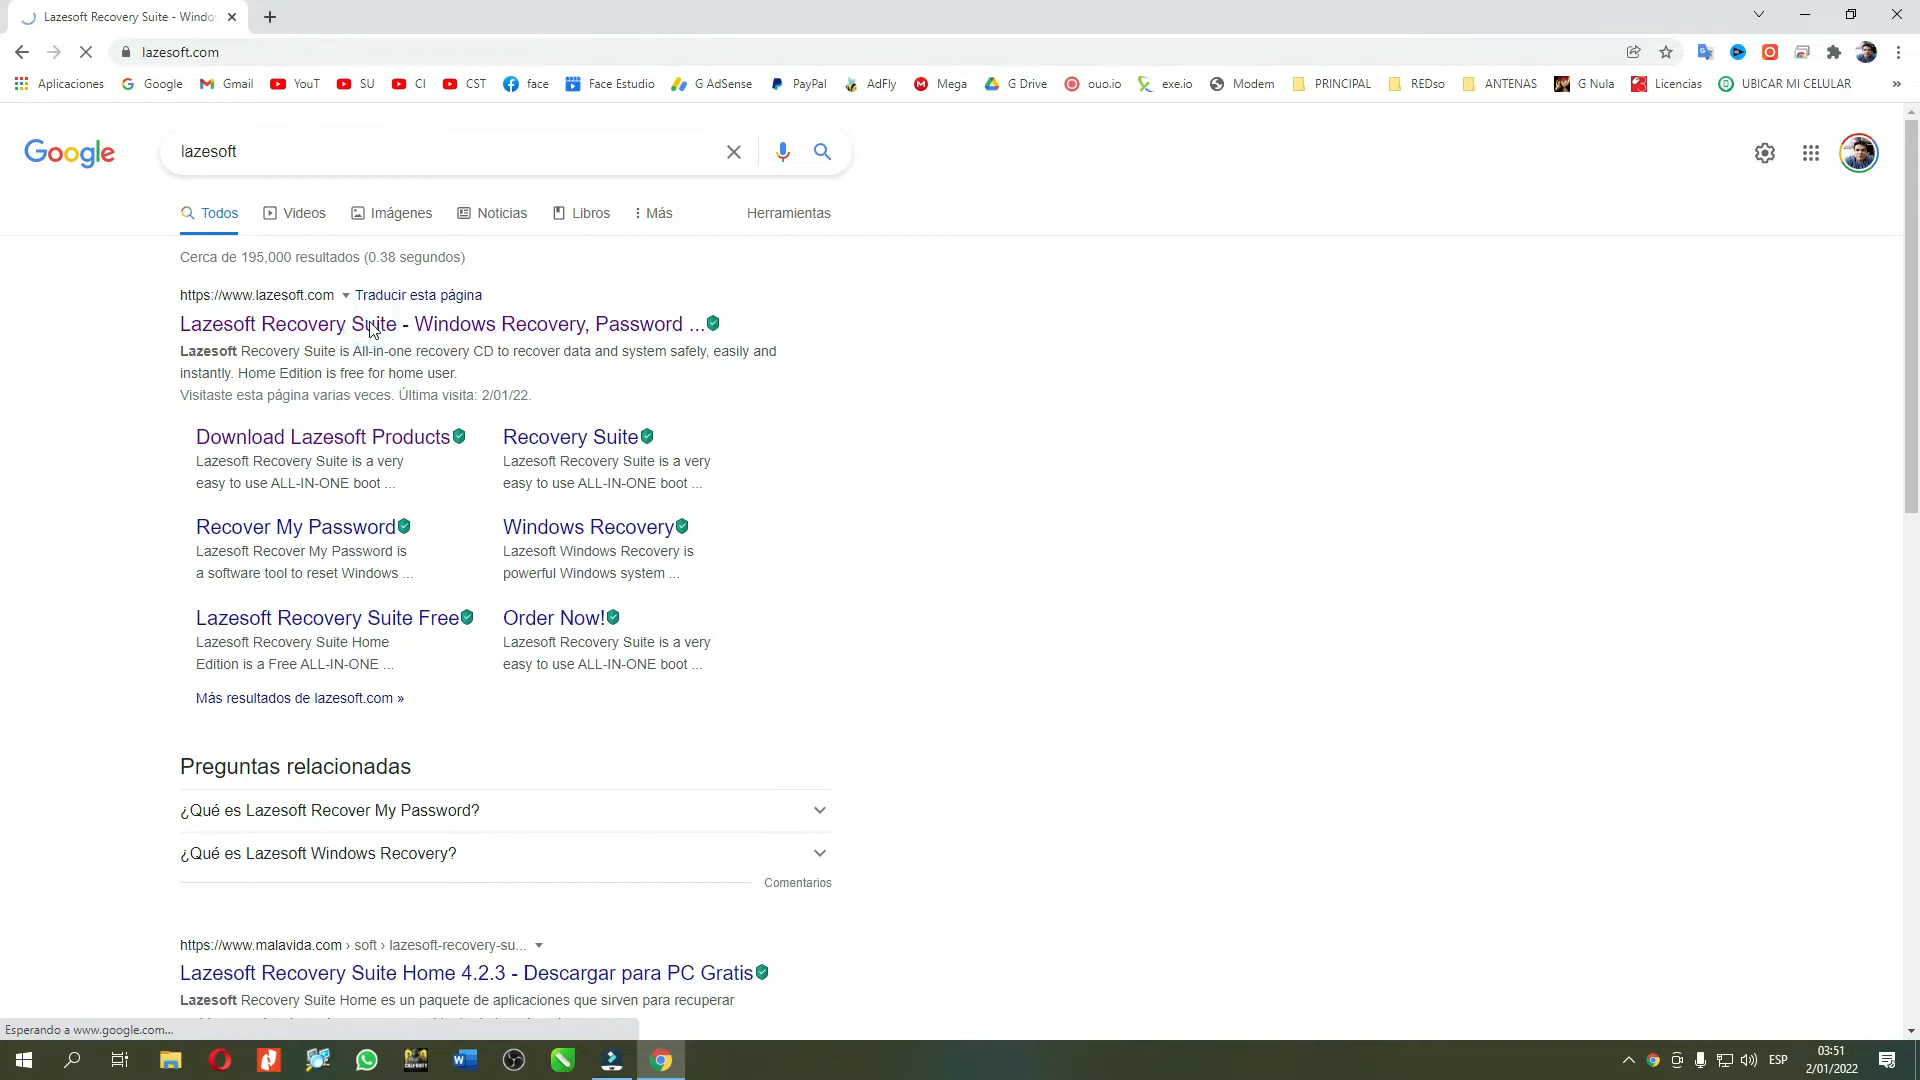 Lazesoft Recovery Suite - Windo
lazesoft.com
Aplicaciones Google Gmail YouT SU CI CST face Face Estudio G AdSense PayPal AdFly Mega G Drive ouo.io exe.io Modem PRINCIPAL REDso ANTENAS G Nula Licencias UBICAR MI CELULAR »
Google lazesoft
Todos Videos Imágenes Noticias Libros Más Herramientas
Cerca de 195,000 resultados (0.38 segundos)
https://www.lazesoft.com Traducir esta página
Lazesoft Recovery Suite - Windows Recovery, Password ...
Lazesoft Recovery Suite is All-in-one recovery CD to recover data and system safely, easily and
instantly. Home Edition is free for home user.
Visitaste esta página varias veces. Última visita: 2/01/22.
Download Lazesoft Products
Lazesoft Recovery Suite is a very
easy to use ALL-IN-ONE boot ...
Recovery Suite
Lazesoft Recovery Suite is a very
easy to use ALL-IN-ONE boot ...
Recover My Password
Lazesoft Recover My Password is
a software tool to reset Windows ...
Windows Recovery
Lazesoft Windows Recovery is
powerful Windows system ...
Lazesoft Recovery Suite Free
Lazesoft Recovery Suite Home
Edition is a Free ALL-IN-ONE ...
Order Now!
Lazesoft Recovery Suite is a very
easy to use ALL-IN-ONE boot ...
Más resultados de lazesoft.com »
Preguntas relacionadas
¿Qué es Lazesoft Recover My Password?
¿Qué es Lazesoft Windows Recovery?
Comentarios
https://www.malavida.com › soft › lazesoft-recovery-su...
Lazesoft Recovery Suite Home 4.2.3 - Descargar para PC Gratis
Lazesoft Recovery Suite Home es un paquete de aplicaciones que sirven para recuperar
Esperando a www.google.com...
ESP
03:51
2/01/2022